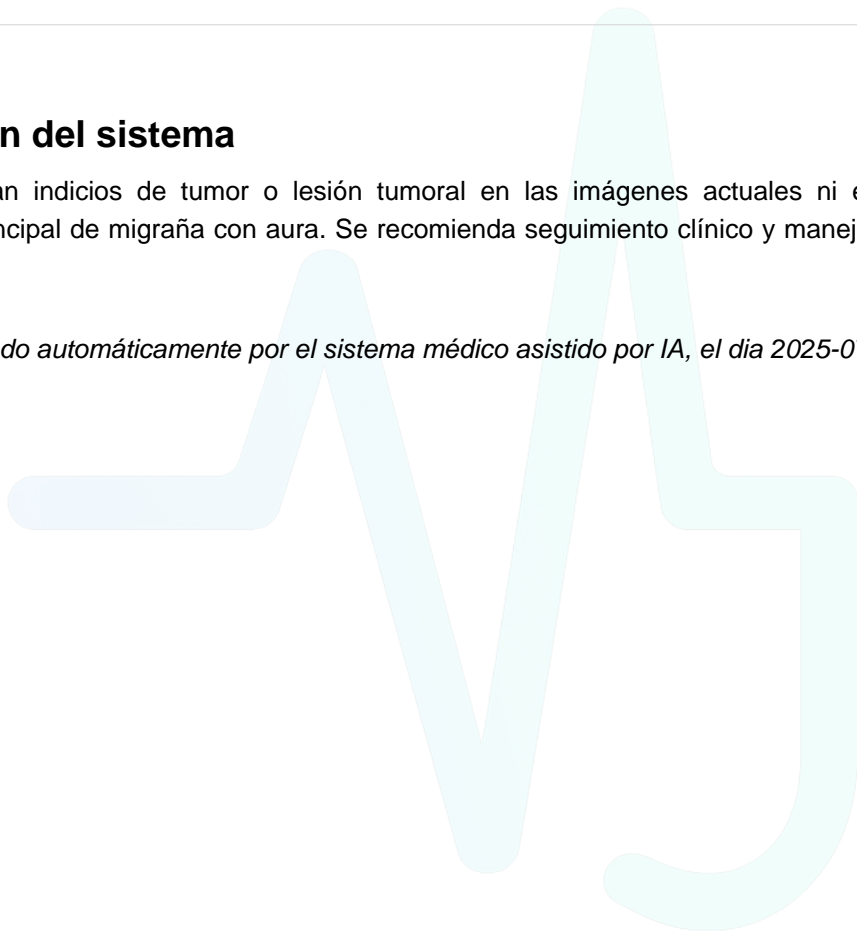 n del sistema
an indicios de tumor o lesión tumoral en las imágenes actuales ni e
ncipal de migraña con aura. Se recomienda seguimiento clínico y manej
do automáticamente por el sistema médico asistido por IA, el dia 2025-0